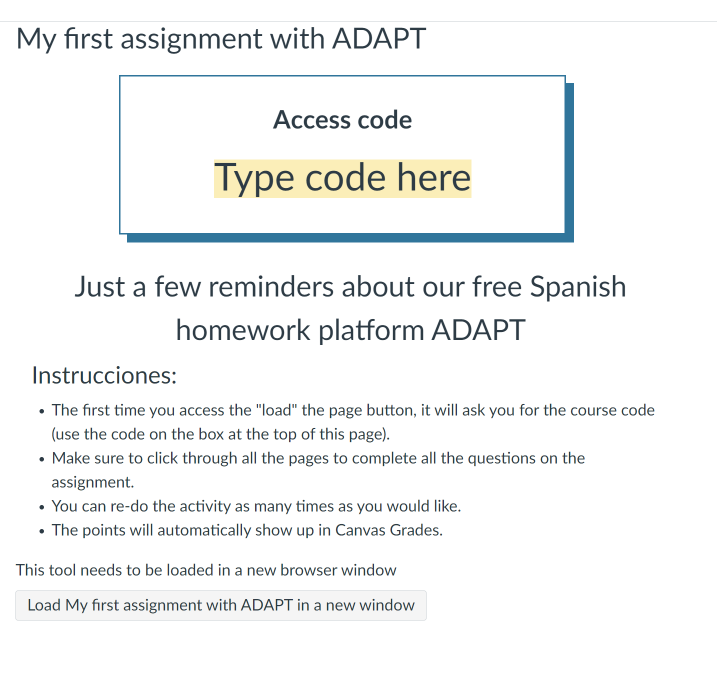 My first assignment with ADAPT
Access code
Type code here
Just a few reminders about our free Spanish
homework platform ADAPT
Instrucciones:
• The first time you access the "load" the page button, it will ask you for the course code
(use the code on the box at the top of this page).
• Make sure to click through all the pages to complete all the questions on the
assignment.
• You can re-do the activity as many times as you would like.
• The points will automatically show up in Canvas Grades.
This tool needs to be loaded in a new browser window
Load My first assignment with ADAPT in a new window